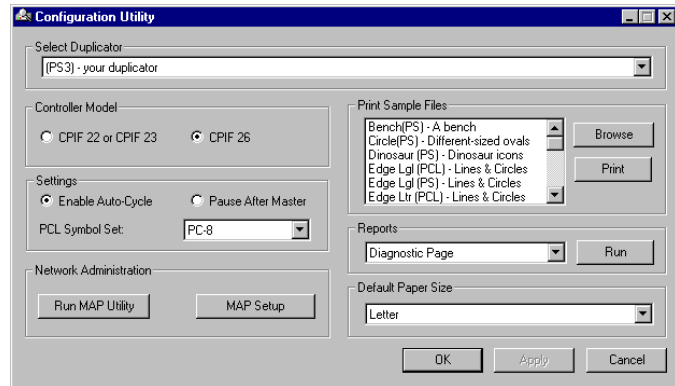 Configuration Utility
Select Duplicator
(PS3) - your duplicator
Controller Model
CPIF 22 or CPIF 23
CPIF 26
Settings
Enable Auto-Cycle
Pause After Master
PCL Symbol Set:
PC-8
Network Administration
Run MAP Utility
MAP Setup
Print Sample Files
Bench(PS) - A bench
Circle(PS) - Different-sized ovals
Dinosaur (PS) - Dinosaur icons
Edge Lgl (PCL) - Lines & Circles
Edge Lgl (PS) - Lines & Circles
Edge Ltr (PCL) - Lines & Circles
Browse
Print
Reports
Diagnostic Page
Run
Default Paper Size
Letter
OK
Apply
Cancel